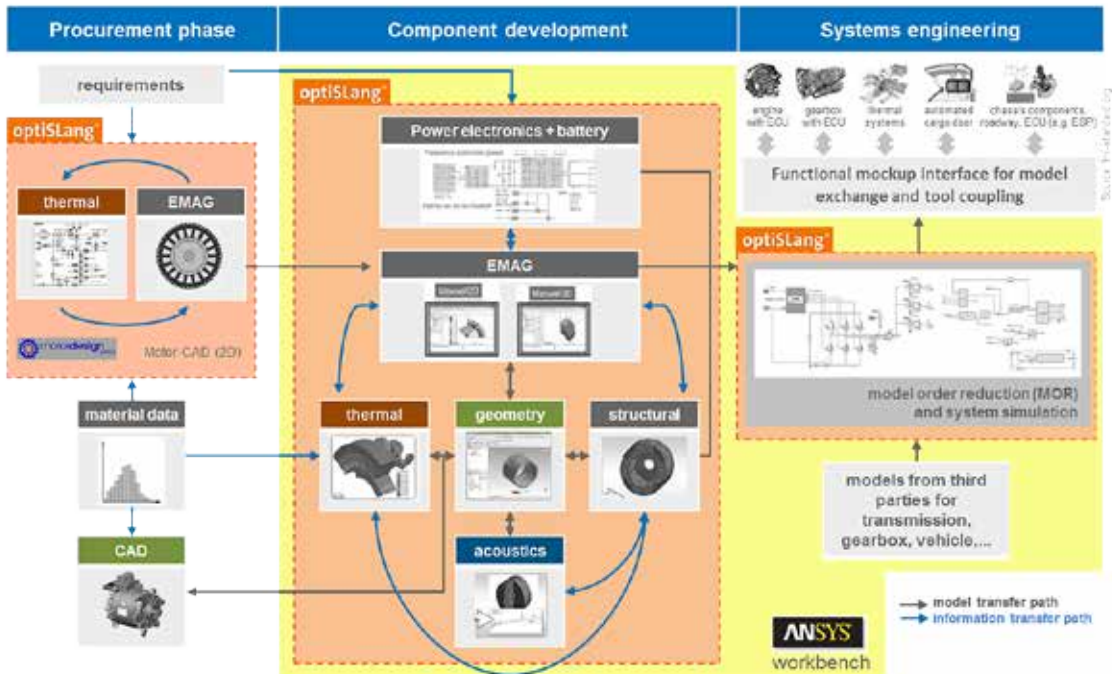 Procurement phase
Component development
Systems engineering
requirements
optiSLang
thermal
EMAG
motordesign
Motor-CAD (2D)
material data
CAD
optiSLang
Power electronics + battery
EMAG
thermal
geometry
structural
acoustics
engine
with ECU
gearbox
with ECU
thermal
systems
automated
cargo door
chassis components,
roadway, ECU (e.g. ESP)
Functional mockup interface for model
exchange and tool coupling
optiSLang
model order reduction (MOR)
and system simulation
models from third
parties for
transmission,
gearbox, vehicle,...
model transfer path
information transfer path
ANSYS
workbench